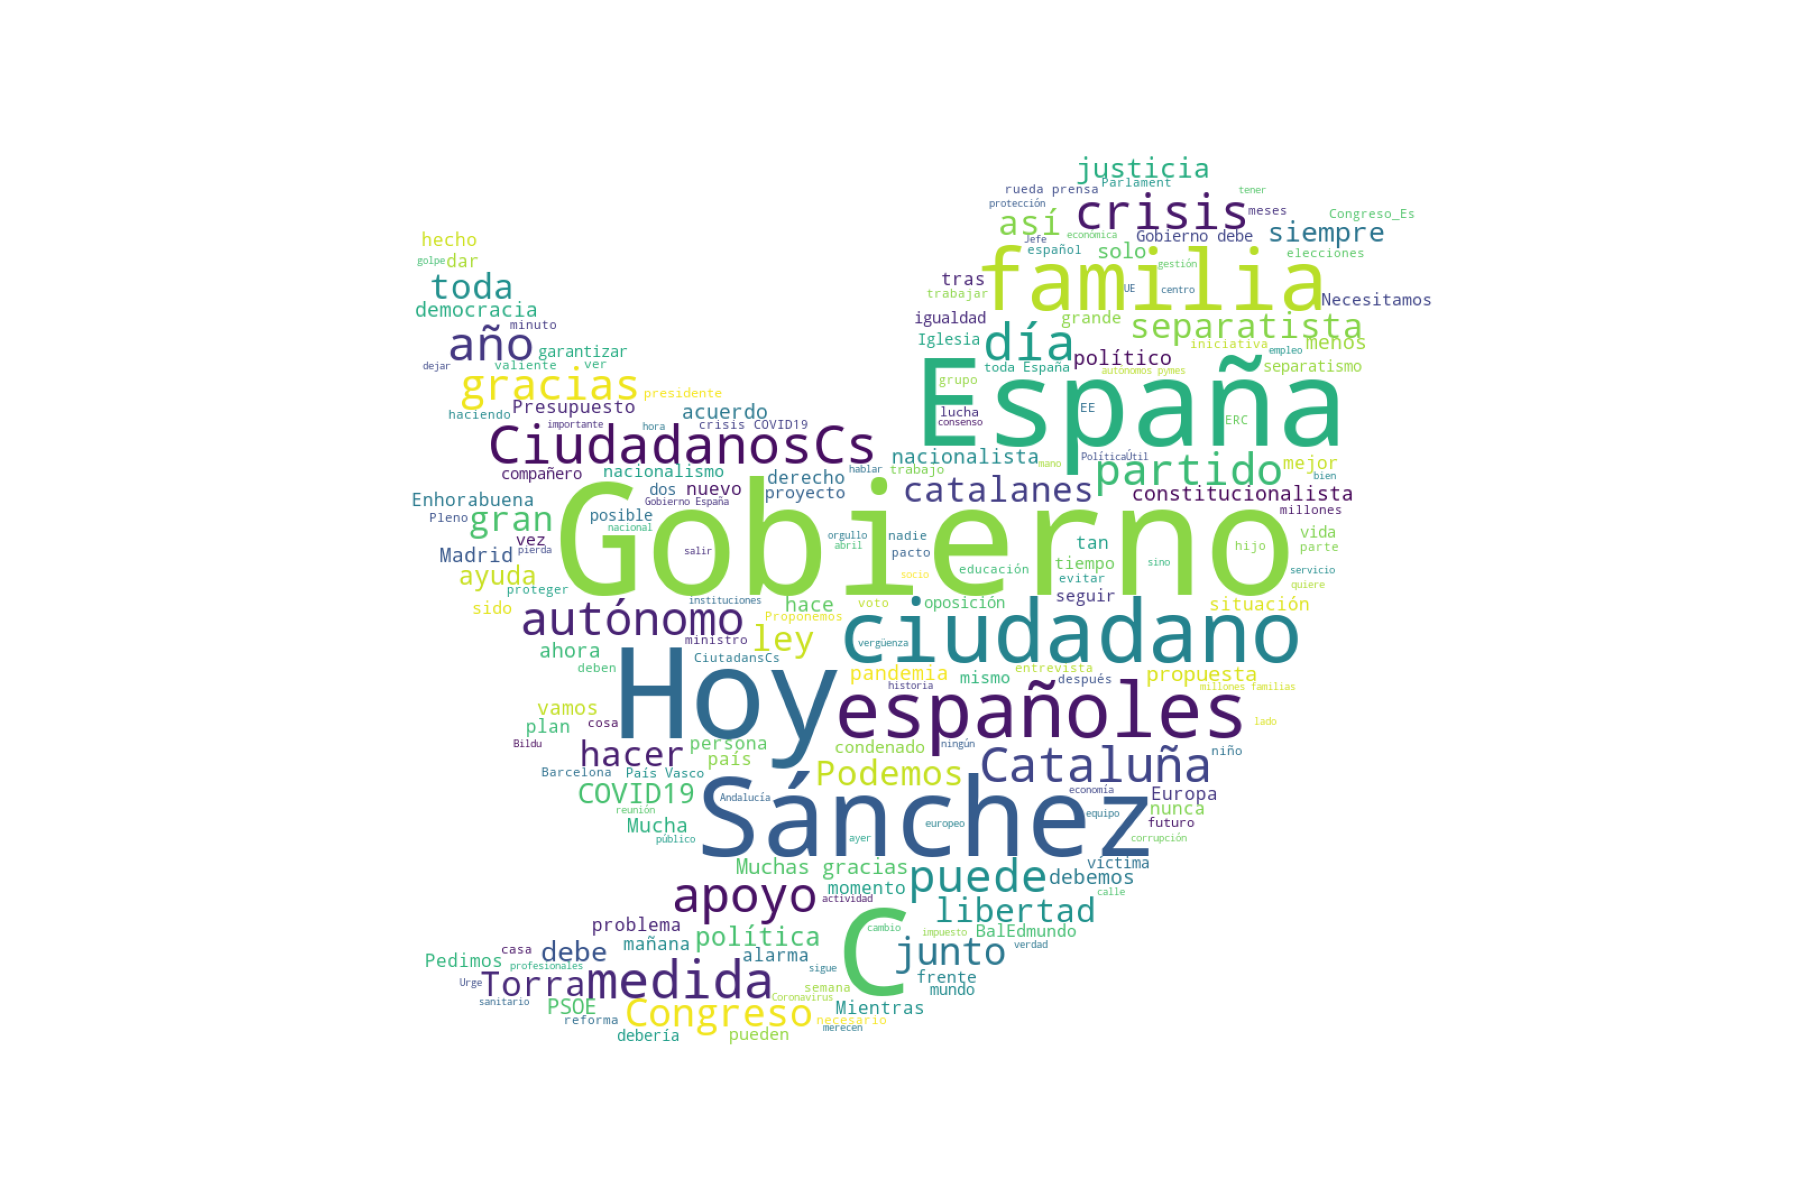 justicia
rueda prensa
Parlament
tener
protección
crisis
meses
Congreso_Es
así
económica
Gobierno debe
siempre
hecho
Jefe
español
solo
elecciones
golpe
dar
familia
gestión
toda
tras
UE
centro
trabajar
Necesitamos
democracia
igualdad
grande
separatista
año
minuto
Iglesia
día
iniciativa
menos
garantizar
político
empleo
dejar
valiente
ver
toda España
autónomos pymes
separatismo
gracias
presidente
grupo
España
haciendo
Presupuesto
acuerdo
lucha
EE
importante
hora
crisis COVID19
consenso
ERC
CiudadanosCs
nacionalista
PolíticaÚtil
compañero
nacionalismo
derecho
hablar
trabajo
mano
partido
mejor
bien
Enhorabuena
dos
nuevo
proyecto
catalanes
constitucionalista
Gobierno España
millones
Pleno
gran
posible
nacional
Gobierno
vez
orgullo
nadie
tan
vida
Madrid
pierda
salir
abril
pacto
hijo
parte
ayuda
proteger
socio
educación
tiempo
sino
servicio
evitar
quiere
sido
instituciones
hace
voto
oposición
seguir
situación
autónomo
Proponemos
ministro
ley
vergüenza
ciudadano
ahora
deben
CiutadansCs
Hoy
pandemia
mismo
entrevista
después
propuesta
historia
millones familias
vamos
plan
cosa
españoles
lado
Bildu
hacer
persona
condenado
ningún
niño
país
Cataluña
Barcelona
País Vasco
Podemos
COVID19
Andalucía
Sánchez
economía
Europa
reunión
nunca
Mucha
europeo
equipo
futuro
público
ayer
corrupción
Muchas gracias
víctima
puede
debemos
apoyo
momento
actividad
calle
libertad
problema
C
cambio
impuesto
BalEdmundo
casa
debe
mañana
política
junto
verdad
Pedimos
profesionales
alarma
sigue
frente
Urge
Torra
medida
semana
mundo
sanitario
PSOE
Congreso
Coronavirus
Mientras
reforma
necesario
merecen
debería
pueden